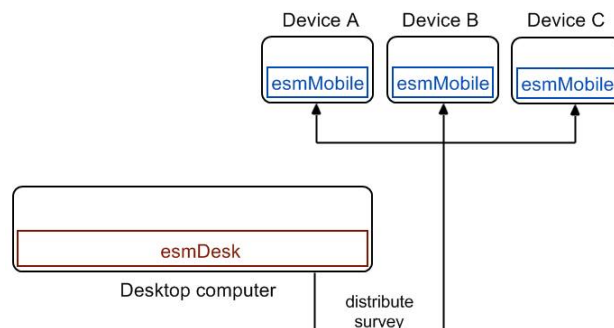 Device A Device B Device C
esmMobile esmMobile esmMobile
esmDesk
Desktop computer
distribute
survey